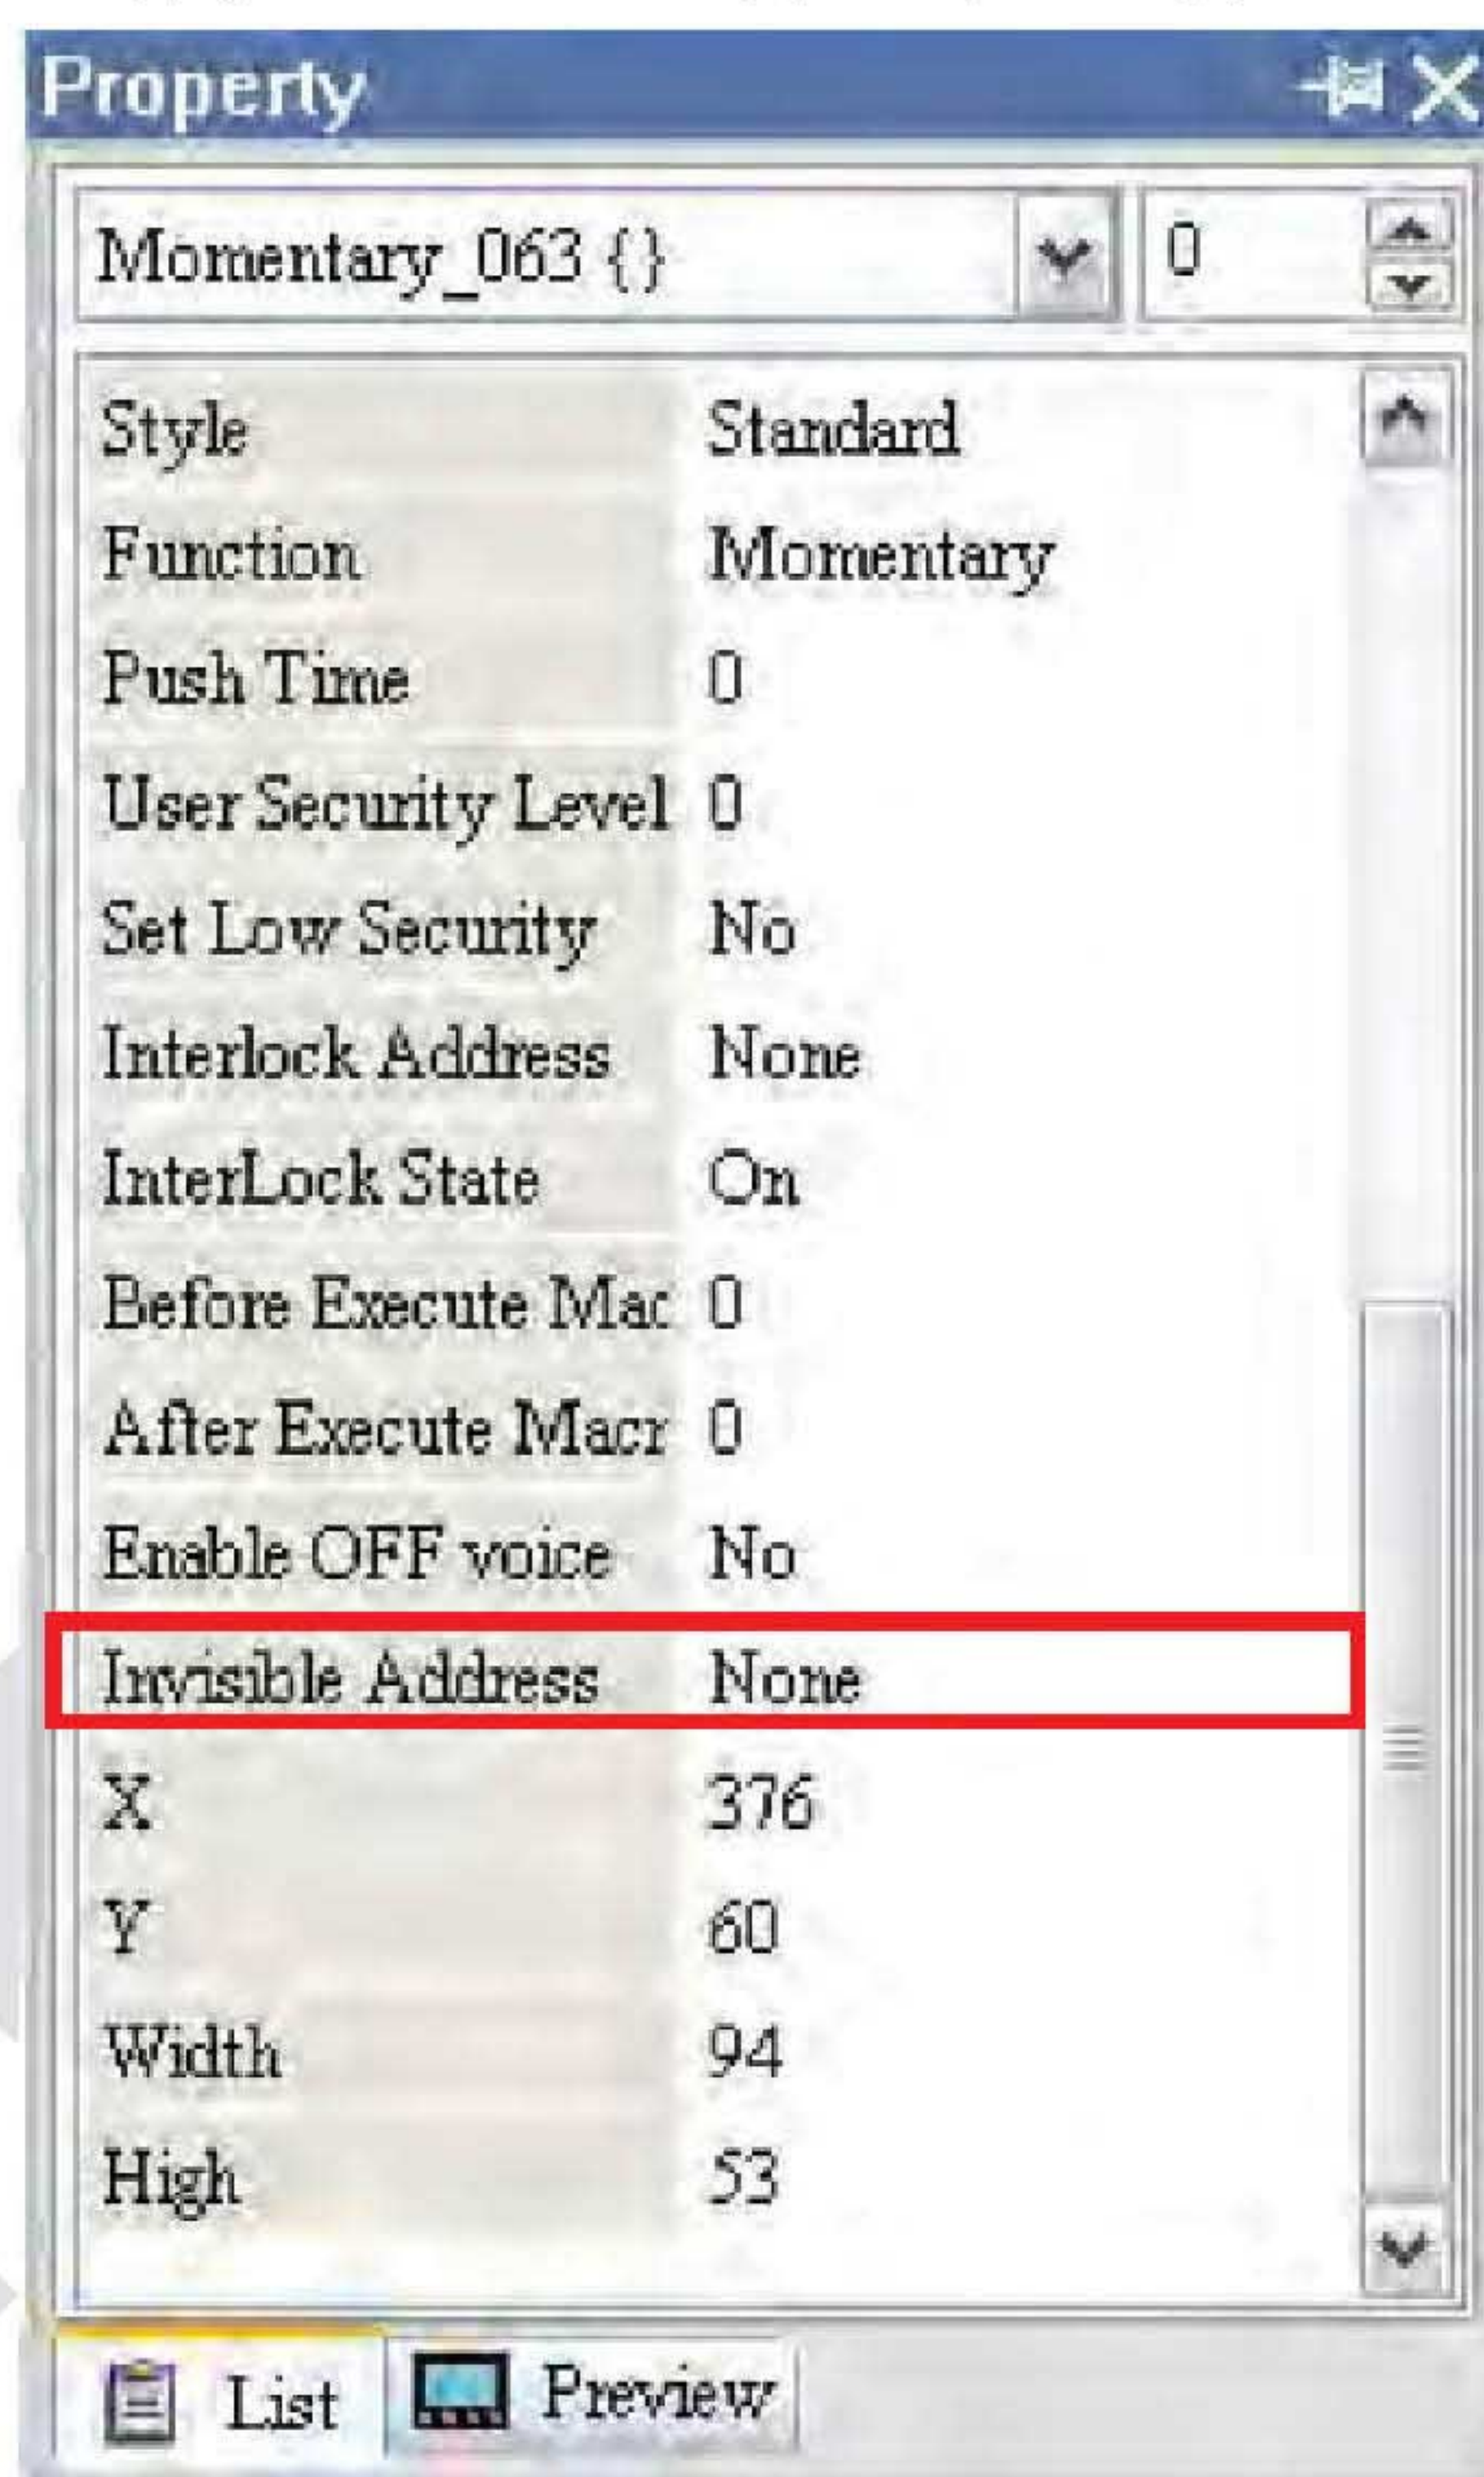 Property
Momentary_063 {} 0
Style Standard
Function Momentary
Push Time 0
User Security Level 0
Set Low Security No
Interlock Address None
InterLock State On
Before Execute Mac 0
After Execute Macr 0
Enable OFF voice No
Invisible Address None
X 376
Y 60
Width 94
High 53
List Preview